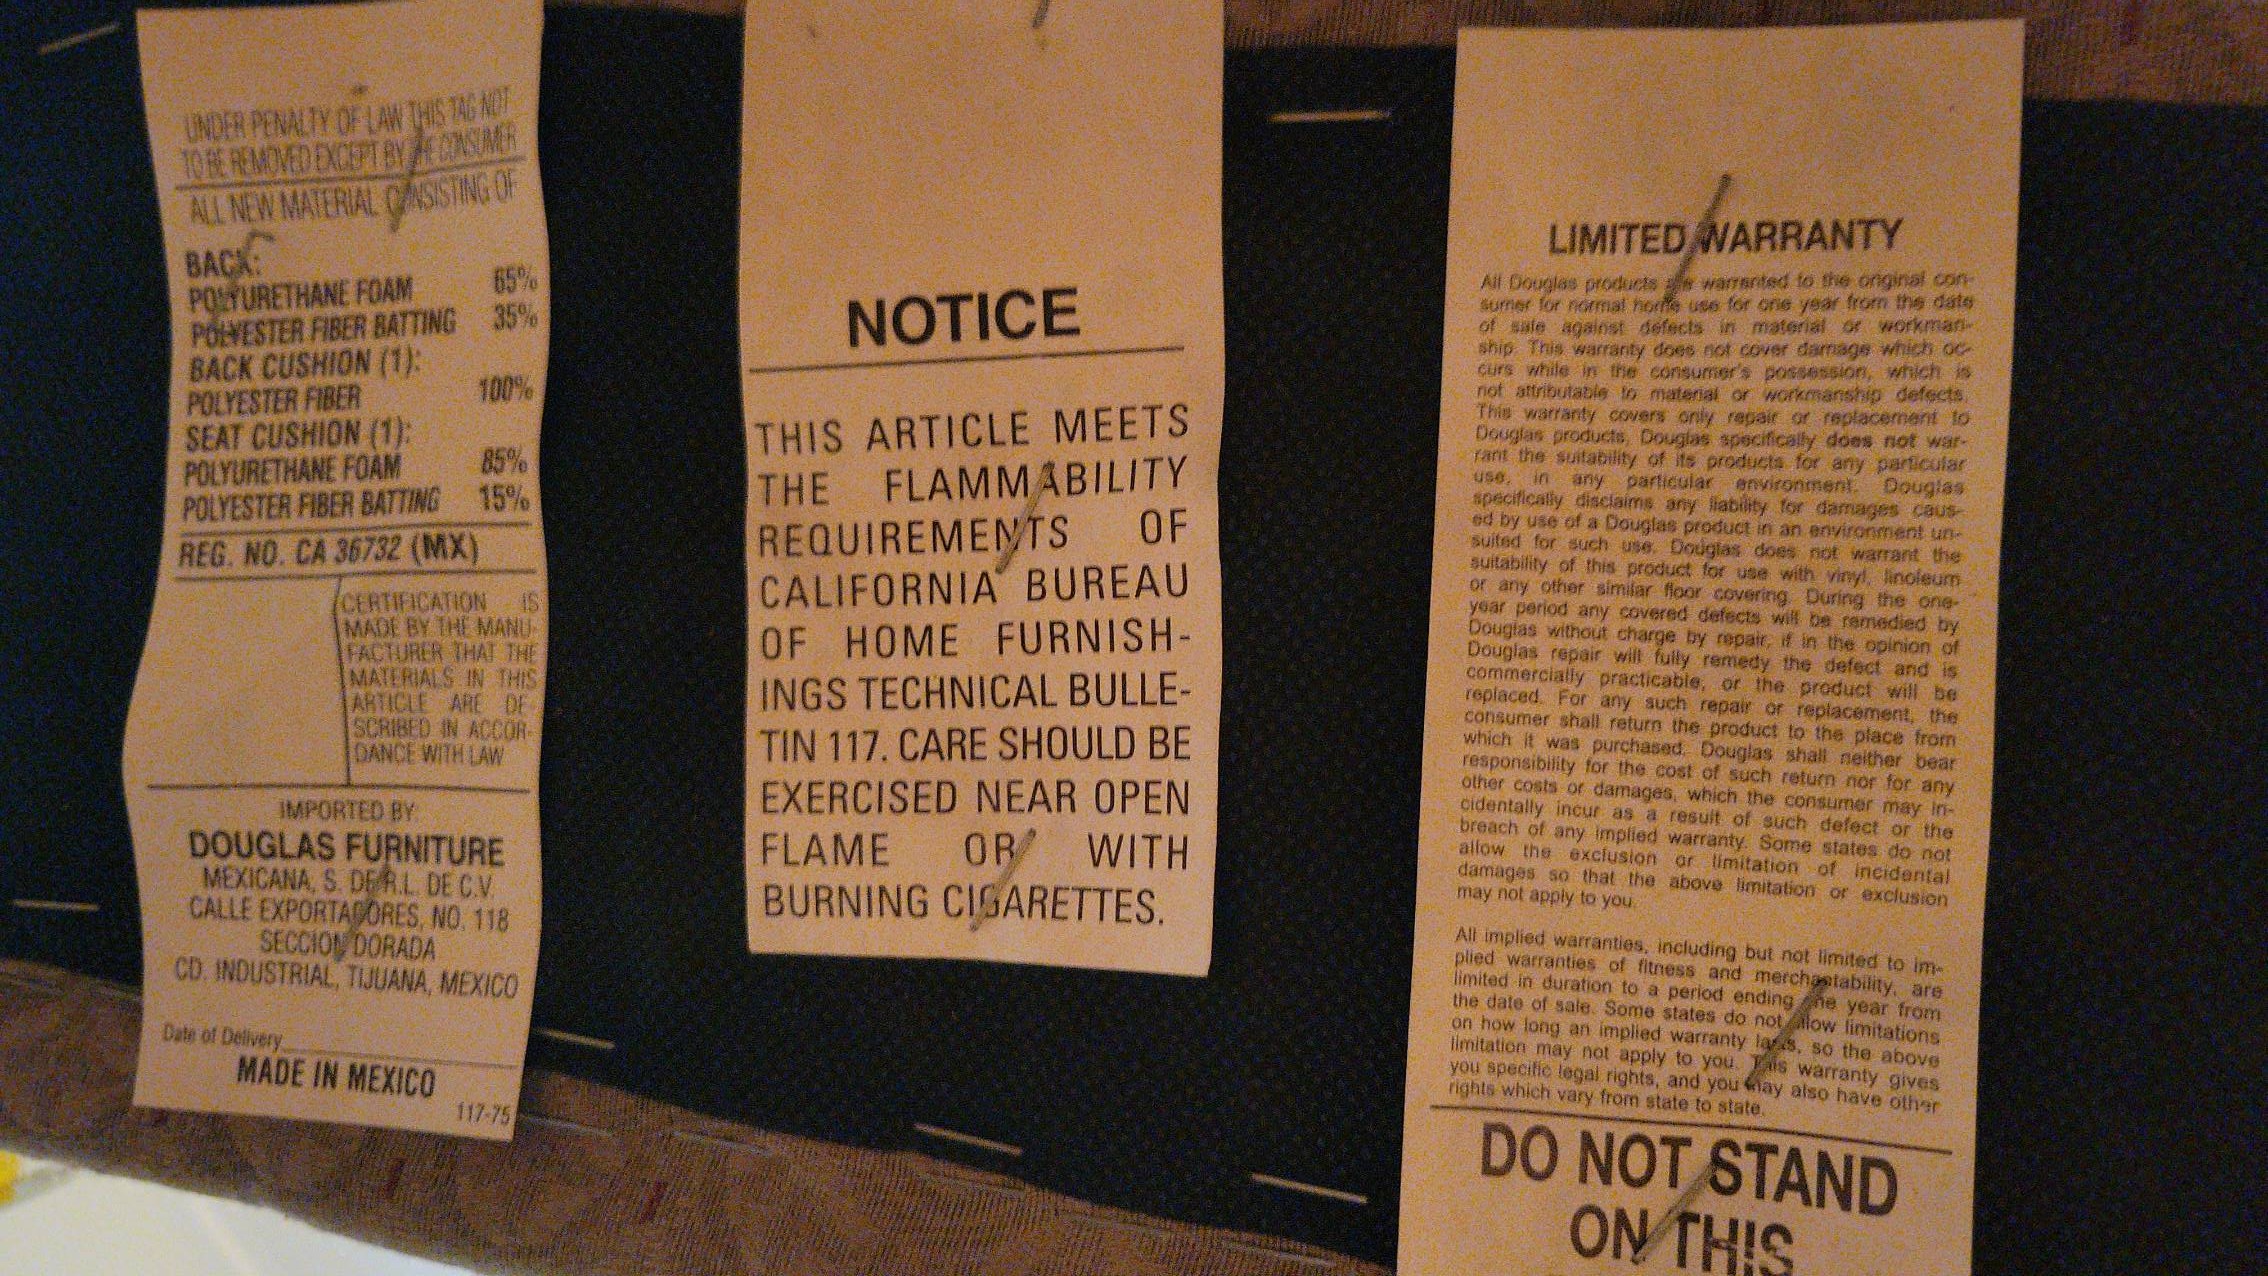 UNDER PENALTY OF LAW THIS TAG NOT
TO BE REMOVED EXCEPT BY THE CONSUMER
ALL NEW MATERIAL CONSISTING OF
BACK:
POLYURETHANE FOAM 65%
POLYESTER FIBER BATTING 35%
BACK CUSHION (1):
POLYESTER FIBER 100%
SEAT CUSHION (1):
POLYURETHANE FOAM 85%
POLYESTER FIBER BATTING 15%
REG. NO. CA 36732 (MX)
CERTIFICATION IS
MADE BY THE MANU-
FACTURER THAT THE
MATERIALS IN THIS
ARTICLE ARE DE-
SCRIBED IN ACCOR-
DANCE WITH LAW
IMPORTED BY:
DOUGLAS FURNITURE
MEXICANA, S. DE R.L. DE C.V.
CALLE EXPORTADORES, NO. 118
SECCION DORADA
CD. INDUSTRIAL, TIJUANA, MEXICO
Date of Delivery
MADE IN MEXICO
117-75
NOTICE
THIS ARTICLE MEETS
THE FLAMMABILITY
REQUIREMENTS OF
CALIFORNIA BUREAU
OF HOME FURNISH-
INGS TECHNICAL BULLE-
TIN 117. CARE SHOULD BE
EXERCISED NEAR OPEN
FLAME OR WITH
BURNING CIGARETTES.
LIMITED WARRANTY
All Douglas products are warranted to the original con-
sumer for normal home use for one year from the date
of sale against defects in material or workman-
ship. This warranty does not cover damage which oc-
curs while in the consumer's possession, which is
not attributable to material or workmanship defects.
This warranty covers only repair or replacement to
Douglas products, Douglas specifically does not war-
rant the suitability of its products for any particular
use, in any particular environment. Douglas
specifically disclaims any liability for damages caus-
ed by use of a Douglas product in an environment un-
suited for such use. Douglas does not warrant the
suitability of this product for use with vinyl, linoleum
or any other similar floor covering. During the one-
year period any covered defects will be remedied by
Douglas without charge by repair, if in the opinion of
Douglas repair will fully remedy the defect and is
commercially practicable, or the product will be
replaced. For any such repair or replacement, the
consumer shall return the product to the place from
which it was purchased. Douglas shall neither bear
responsibility for the cost of such return nor for any
other costs or damages, which the consumer may in-
cidentally incur as a result of such defect or the
breach of any implied warranty. Some states do not
allow the exclusion or limitation of incidental
damages so that the above limitation or exclusion
may not apply to you.
All implied warranties, including but not limited to im-
plied warranties of fitness and merchantability, are
limited in duration to a period ending one year from
the date of sale. Some states do not allow limitations
on how long an implied warranty lasts, so the above
limitation may not apply to you. This warranty gives
you specific legal rights, and you may also have other
rights which vary from state to state.
DO NOT STAND
ON THIS